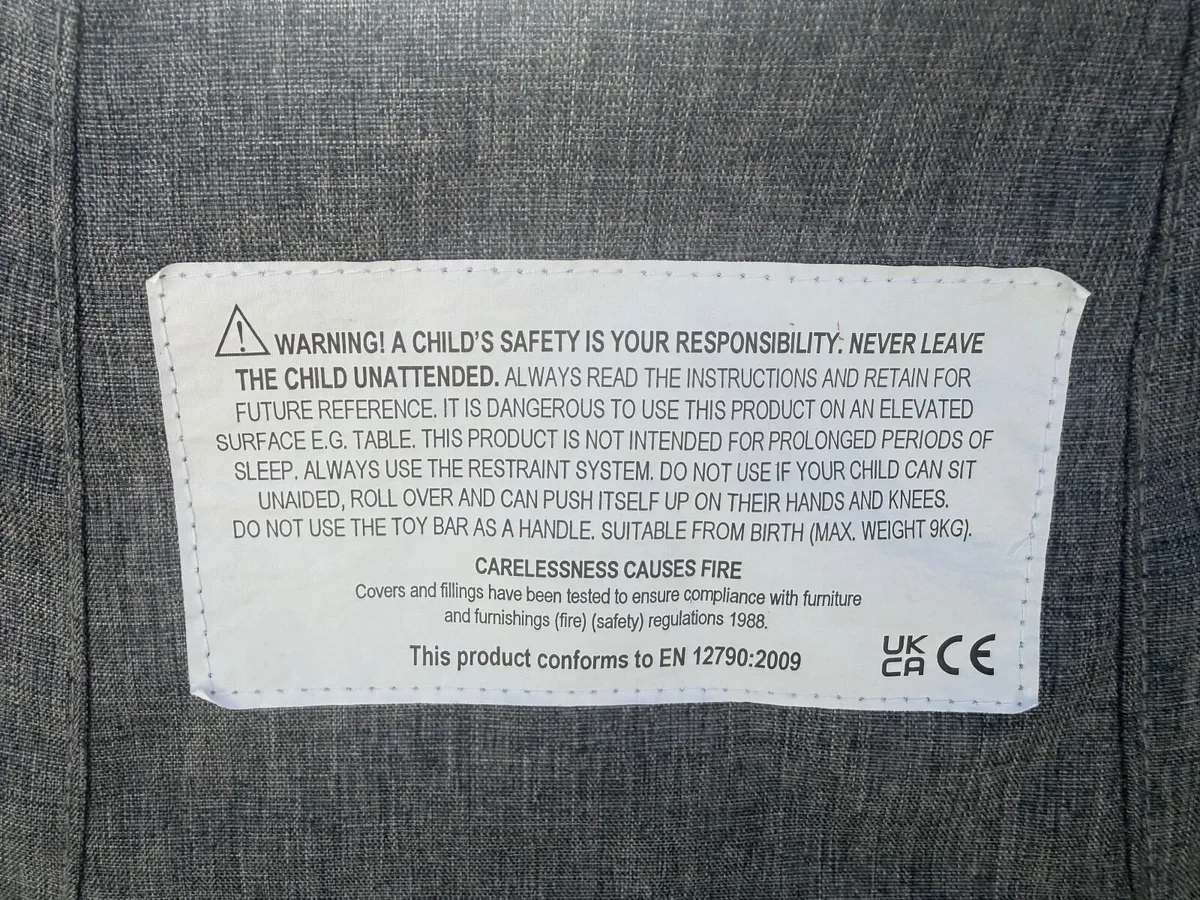 WARNING! A CHILD'S SAFETY IS YOUR RESPONSIBILITY. NEVER LEAVE
THE CHILD UNATTENDED. ALWAYS READ THE INSTRUCTIONS AND RETAIN FOR
FUTURE REFERENCE. IT IS DANGEROUS TO USE THIS PRODUCT ON AN ELEVATED
SURFACE E.G. TABLE. THIS PRODUCT IS NOT INTENDED FOR PROLONGED PERIODS OF
SLEEP. ALWAYS USE THE RESTRAINT SYSTEM. DO NOT USE IF YOUR CHILD CAN SIT
UNAIDED, ROLL OVER AND CAN PUSH ITSELF UP ON THEIR HANDS AND KNEES.
DO NOT USE THE TOY BAR AS A HANDLE. SUITABLE FROM BIRTH (MAX. WEIGHT 9KG).
CARELESSNESS CAUSES FIRE
Covers and fillings have been tested to ensure compliance with furniture
and furnishings (fire) (safety) regulations 1988.
This product conforms to EN 12790:2009
UK
CA CE